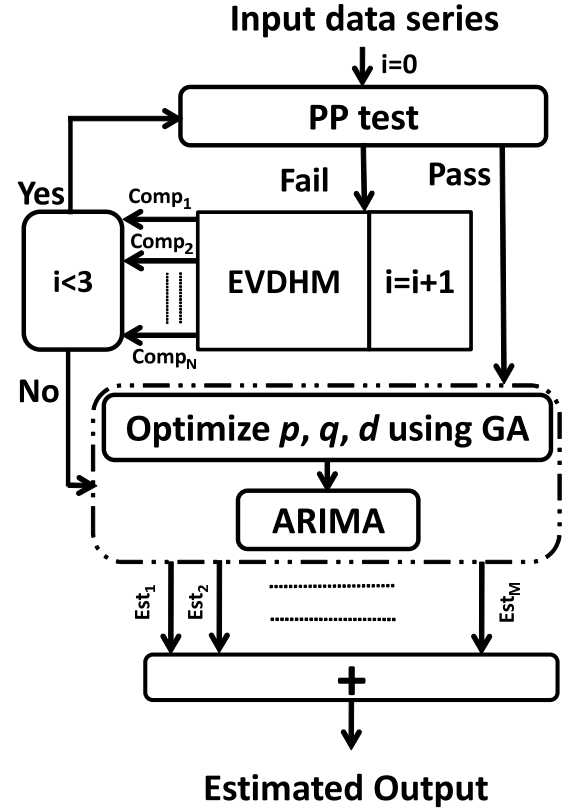 Input data series
i=0
PP test
Fail
Pass
Yes
Comp1
Comp2
i<3
EVDHM
i=i+1
CompN
No
Optimize p, q, d using GA
ARIMA
Est1
Est2
EstM
+
Estimated Output